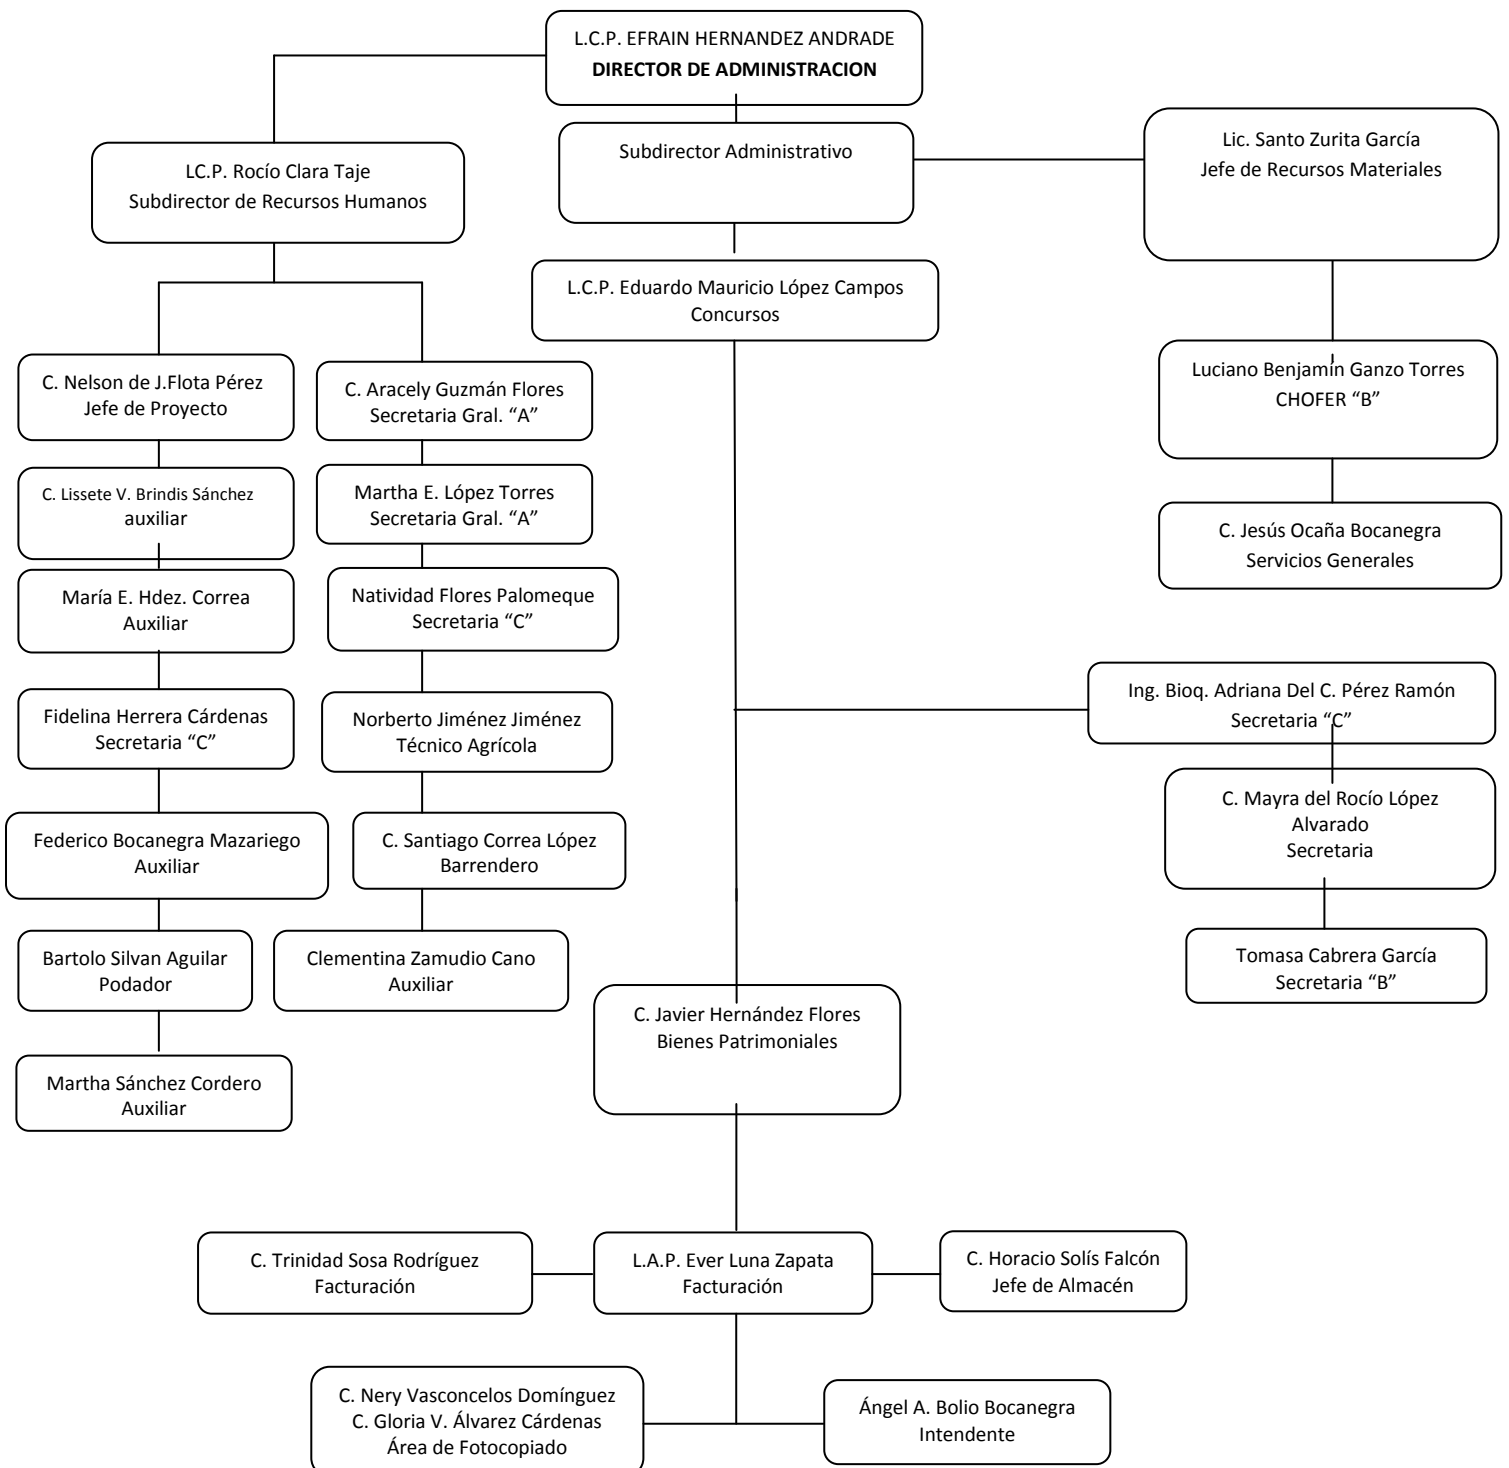 L.C.P. EFRAIN HERNANDEZ ANDRADE
DIRECTOR DE ADMINISTRACION
Subdirector Administrativo
Lic. Santo Zurita García
Jefe de Recursos Materiales
LC.P. Rocío Clara Taje
Subdirector de Recursos Humanos
L.C.P. Eduardo Mauricio López Campos
Concursos
C. Nelson de J.Flota Pérez
Jefe de Proyecto
C. Aracely Guzmán Flores
Secretaria Gral. “A”
Luciano Benjamín Ganzo Torres
CHOFER “B”
C. Lissete V. Brindis Sánchez
auxiliar
Martha E. López Torres
Secretaria Gral. “A”
C. Jesús Ocaña Bocanegra
Servicios Generales
María E. Hdez. Correa
Auxiliar
Natividad Flores Palomeque
Secretaria “C”
Ing. Bioq. Adriana Del C. Pérez Ramón
Secretaria “C”
Fidelina Herrera Cárdenas
Secretaria “C”
Norberto Jiménez Jiménez
Técnico Agrícola
C. Mayra del Rocío López
Alvarado
Secretaria
Federico Bocanegra Mazariego
Auxiliar
C. Santiago Correa López
Barrendero
Bartolo Silvan Aguilar
Podador
Clementina Zamudio Cano
Auxiliar
Tomasa Cabrera García
Secretaria “B”
C. Javier Hernández Flores
Bienes Patrimoniales
Martha Sánchez Cordero
Auxiliar
C. Trinidad Sosa Rodríguez
Facturación
L.A.P. Ever Luna Zapata
Facturación
C. Horacio Solís Falcón
Jefe de Almacén
C. Nery Vasconcelos Domínguez
C. Gloria V. Álvarez Cárdenas
Área de Fotocopiado
Ángel A. Bolio Bocanegra
Intendente